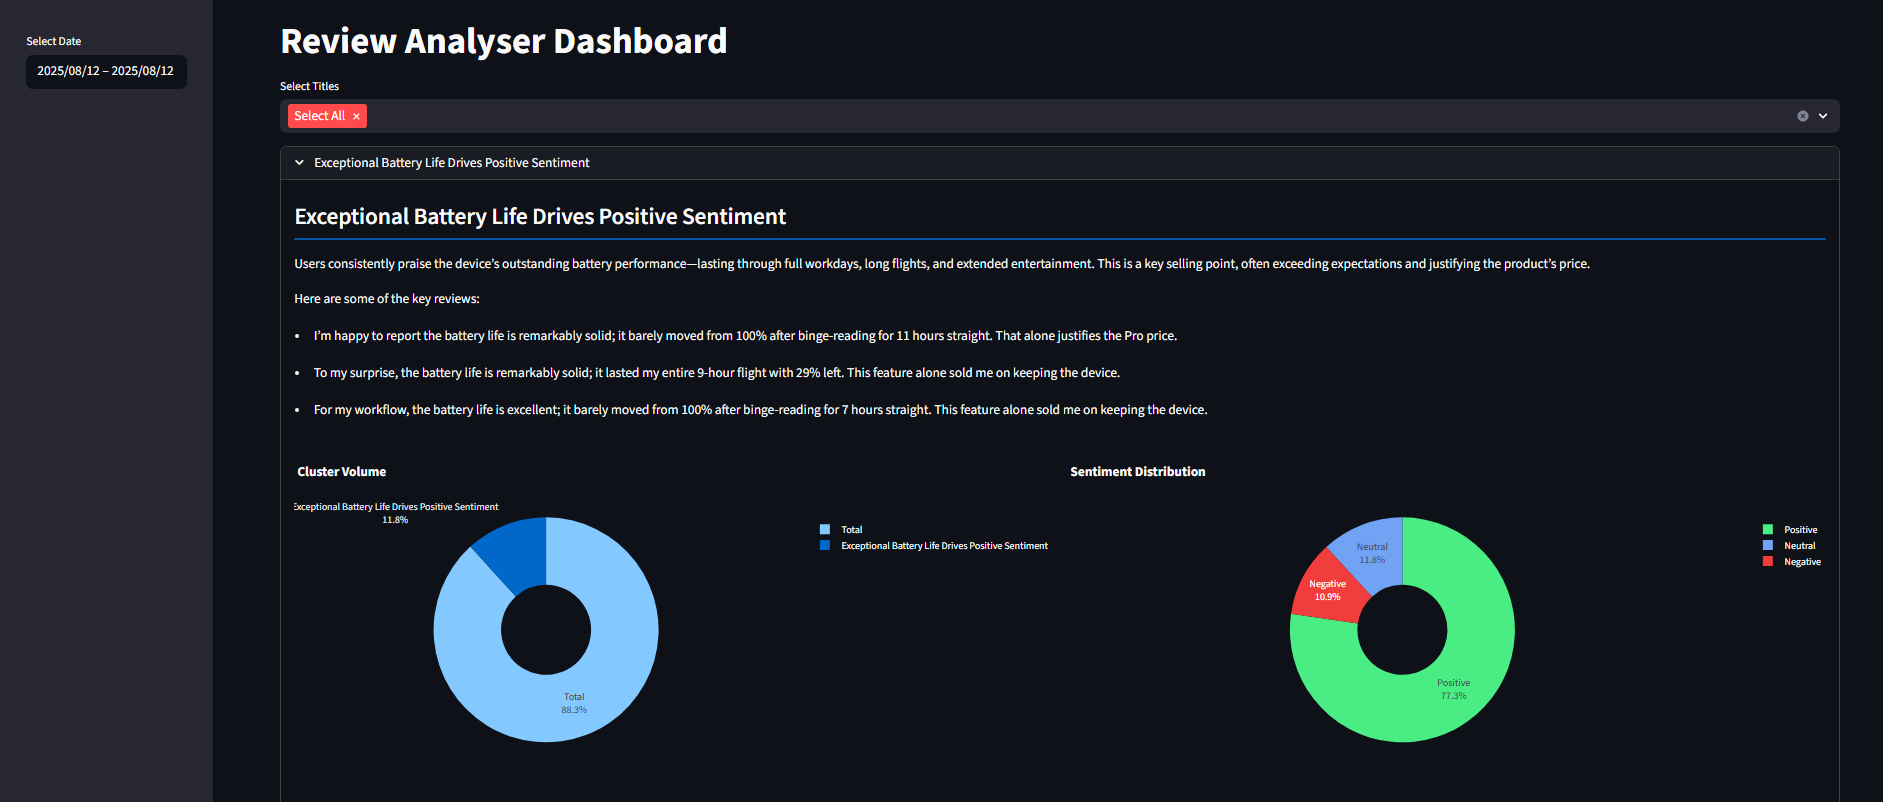 Select Date
2025/08/12 – 2025/08/12
Review Analyser Dashboard
Select Titles
Select All ×
Exceptional Battery Life Drives Positive Sentiment
Exceptional Battery Life Drives Positive Sentiment
Users consistently praise the device’s outstanding battery performance—lasting through full workdays, long flights, and extended entertainment. This is a key selling point, often exceeding expectations and justifying the product’s price.
Here are some of the key reviews:
• I’m happy to report the battery life is remarkably solid; it barely moved from 100% after binge-reading for 11 hours straight. That alone justifies the Pro price.
• To my surprise, the battery life is remarkably solid; it lasted my entire 9-hour flight with 29% left. This feature alone sold me on keeping the device.
• For my workflow, the battery life is excellent; it barely moved from 100% after binge-reading for 7 hours straight. This feature alone sold me on keeping the device.
Cluster Volume
Exceptional Battery Life Drives Positive Sentiment
11.8%
Total
88.3%
Total
Exceptional Battery Life Drives Positive Sentiment
Sentiment Distribution
Neutral
11.8%
Negative
10.9%
Positive
77.3%
Positive
Neutral
Negative